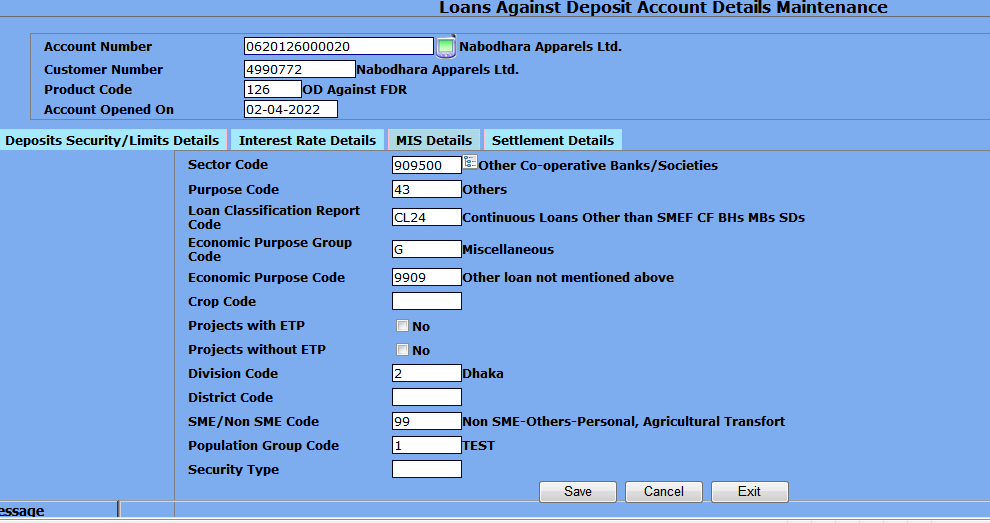 Loans Against Deposit Account Details Maintenance
Account Number 0620126000020 Nabodhara Apparels Ltd.
Customer Number 4990772 Nabodhara Apparels Ltd.
Product Code 126 OD Against FDR
Account Opened On 02-04-2022
Deposits Security/Limits Details Interest Rate Details MIS Details Settlement Details
Sector Code 909500 Other Co-operative Banks/Societies
Purpose Code 43 Others
Loan Classification Report
Code CL24 Continuous Loans Other than SMEF CF BHs MBs SDs
Economic Purpose Group
Code G Miscellaneous
Economic Purpose Code 9909 Other loan not mentioned above
Crop Code
Projects with ETP No
Projects without ETP No
Division Code 2 Dhaka
District Code
SME/Non SME Code 99 Non SME-Others-Personal, Agricultural Transfort
Population Group Code 1 TEST
Security Type
Save Cancel Exit
essage